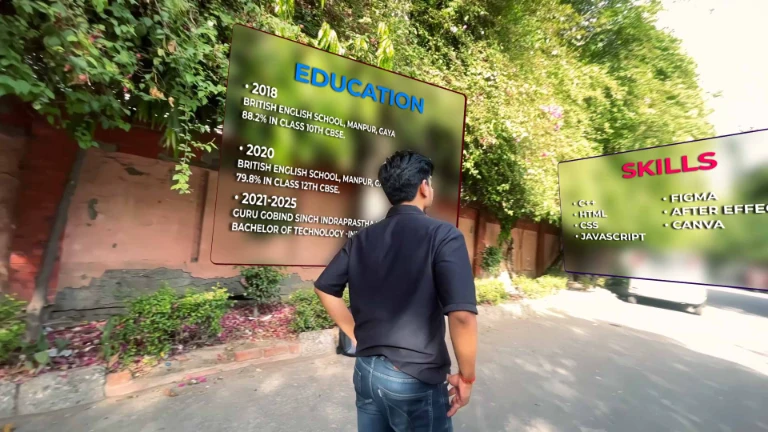 EDUCATION
• 2018
BRITISH ENGLISH SCHOOL, MANPUR, GAYA
88.2% IN CLASS 10TH CBSE.
• 2020
BRITISH ENGLISH SCHOOL, MANPUR,
79.8% IN CLASS 12TH CBSE.
• 2021-2025
GURU GOBIND SINGH
BACHELOR OF TECHNOLOGY
SKILLS
• C++
• HTML
• CSS
• JAVASCRIPT
• FIGMA
• AFTER
• CANVA